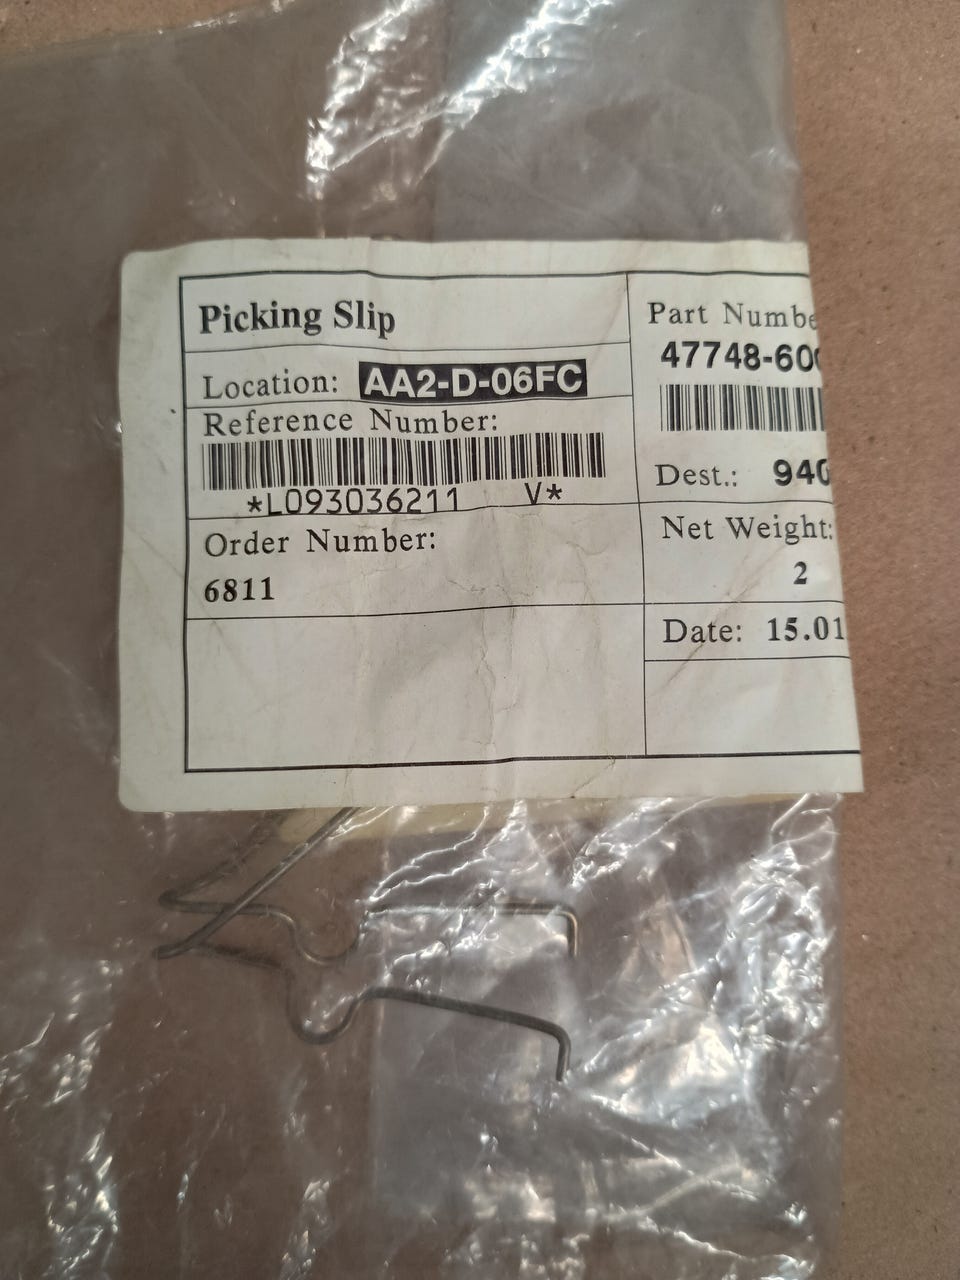 Picking Slip
Location: AA2-D-06FC
Reference Number:
*L093036211 V*
Order Number:
6811
Part Numbe
47748-60
Dest.: 940
Net Weight:
2
Date: 15.01